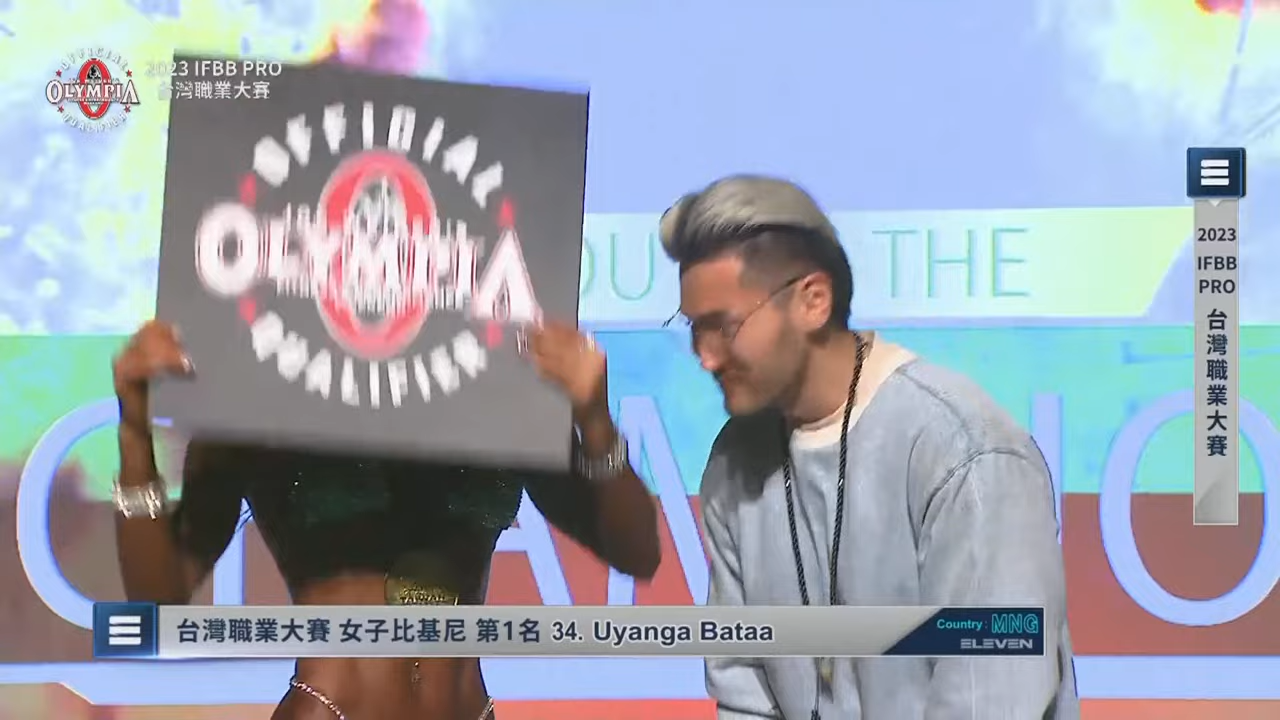 OFFICIAL
OLYMPIA
QUALIFIER
2023 IFBB PRO
台灣職業大賽
OFFICIAL
OLYMPIA
QUALIFIER
THE
2023
IFBB
PRO
台灣職業大賽
台灣職業大賽 女子比基尼 第1名 34. Uyanga Bataa
Country: MNG
ELEVEN